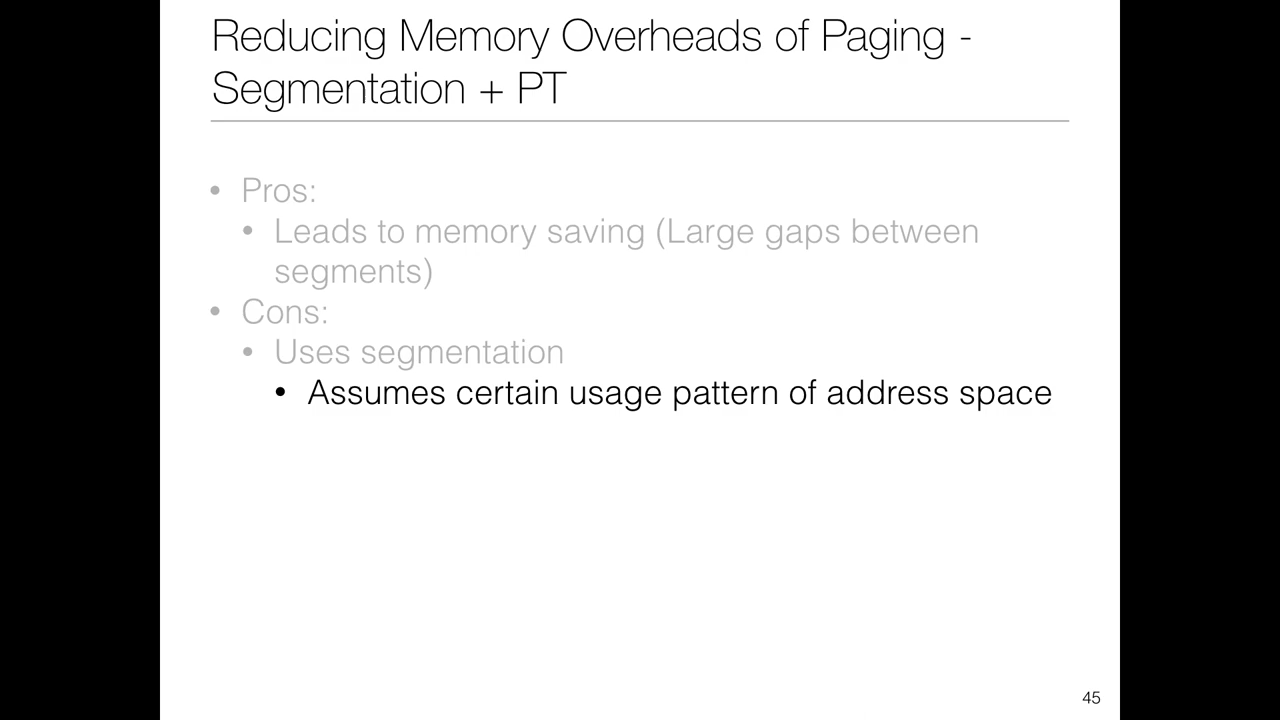 Reducing Memory Overheads of Paging -
Segmentation + PT
• Pros:
• Leads to memory saving (Large gaps between
segments)
• Cons:
• Uses segmentation
• Assumes certain usage pattern of address space
45